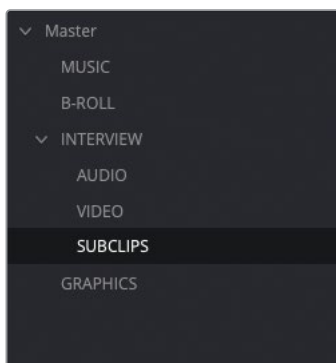 Master
MUSIC
B-ROLL
INTERVIEW
AUDIO
VIDEO
SUBCLIPS
GRAPHICS